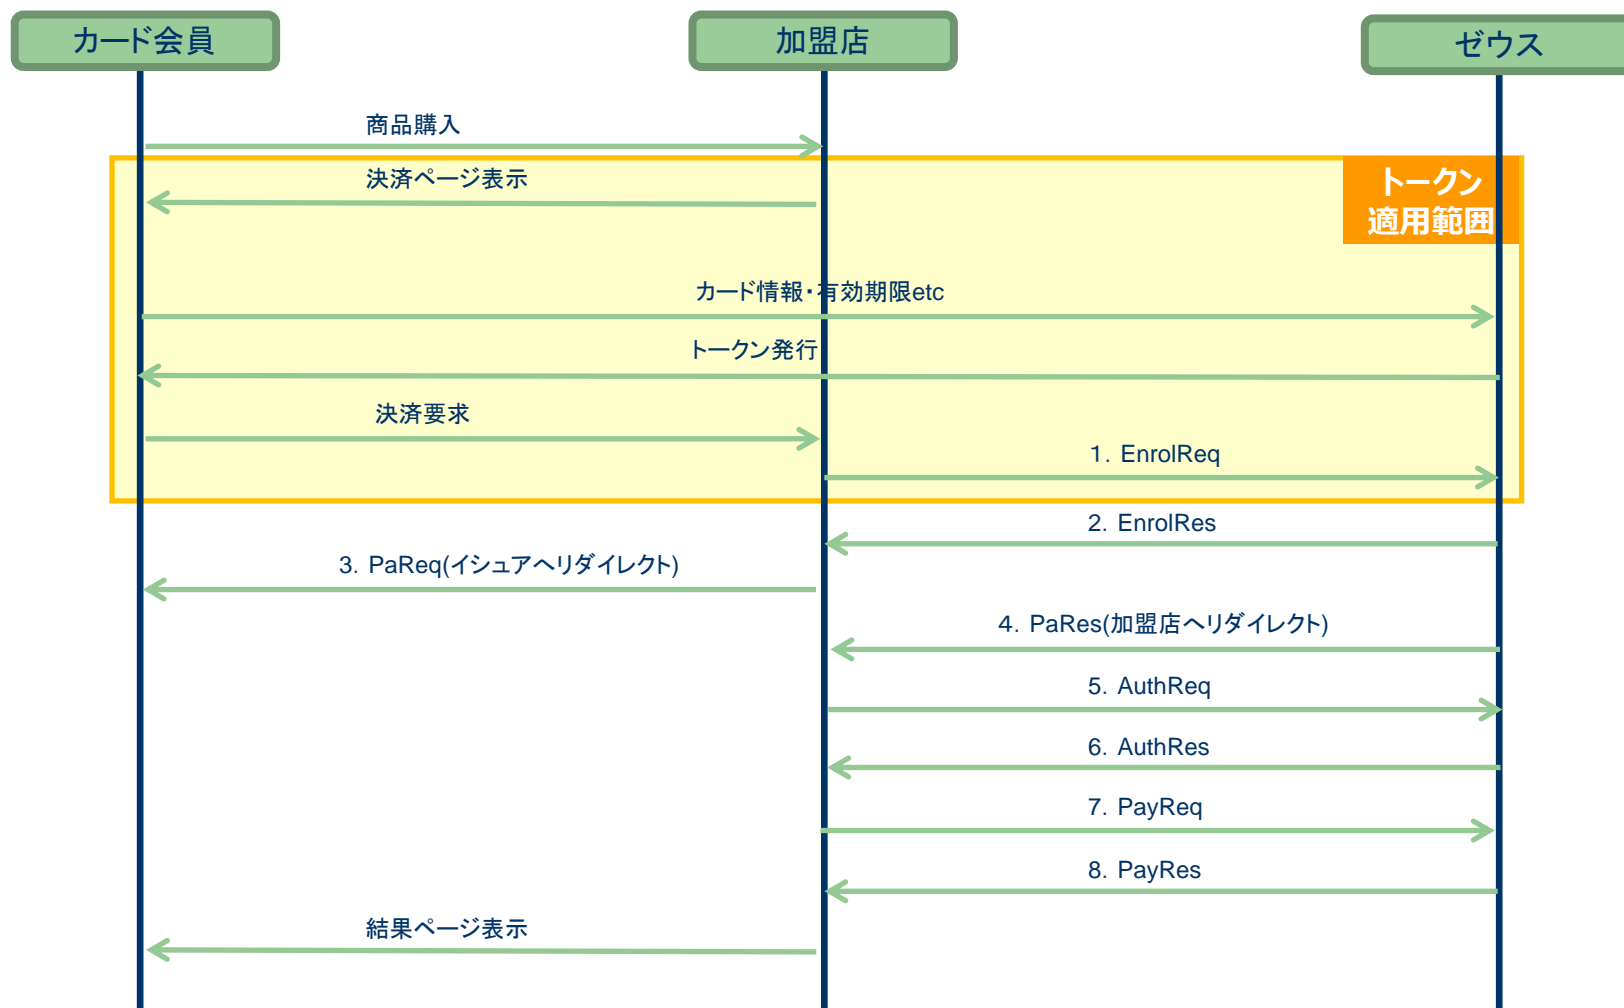 カード会員
加盟店
ゼウス
商品購入
決済ページ表示
トークン
適用範囲
カード情報・有効期限etc
トークン発行
決済要求
1. EnrolReq
2. EnrolRes
3. PaReq(イシュアへリダイレクト)
4. PaRes(加盟店へリダイレクト)
5. AuthReq
6. AuthRes
7. PayReq
8. PayRes
結果ページ表示